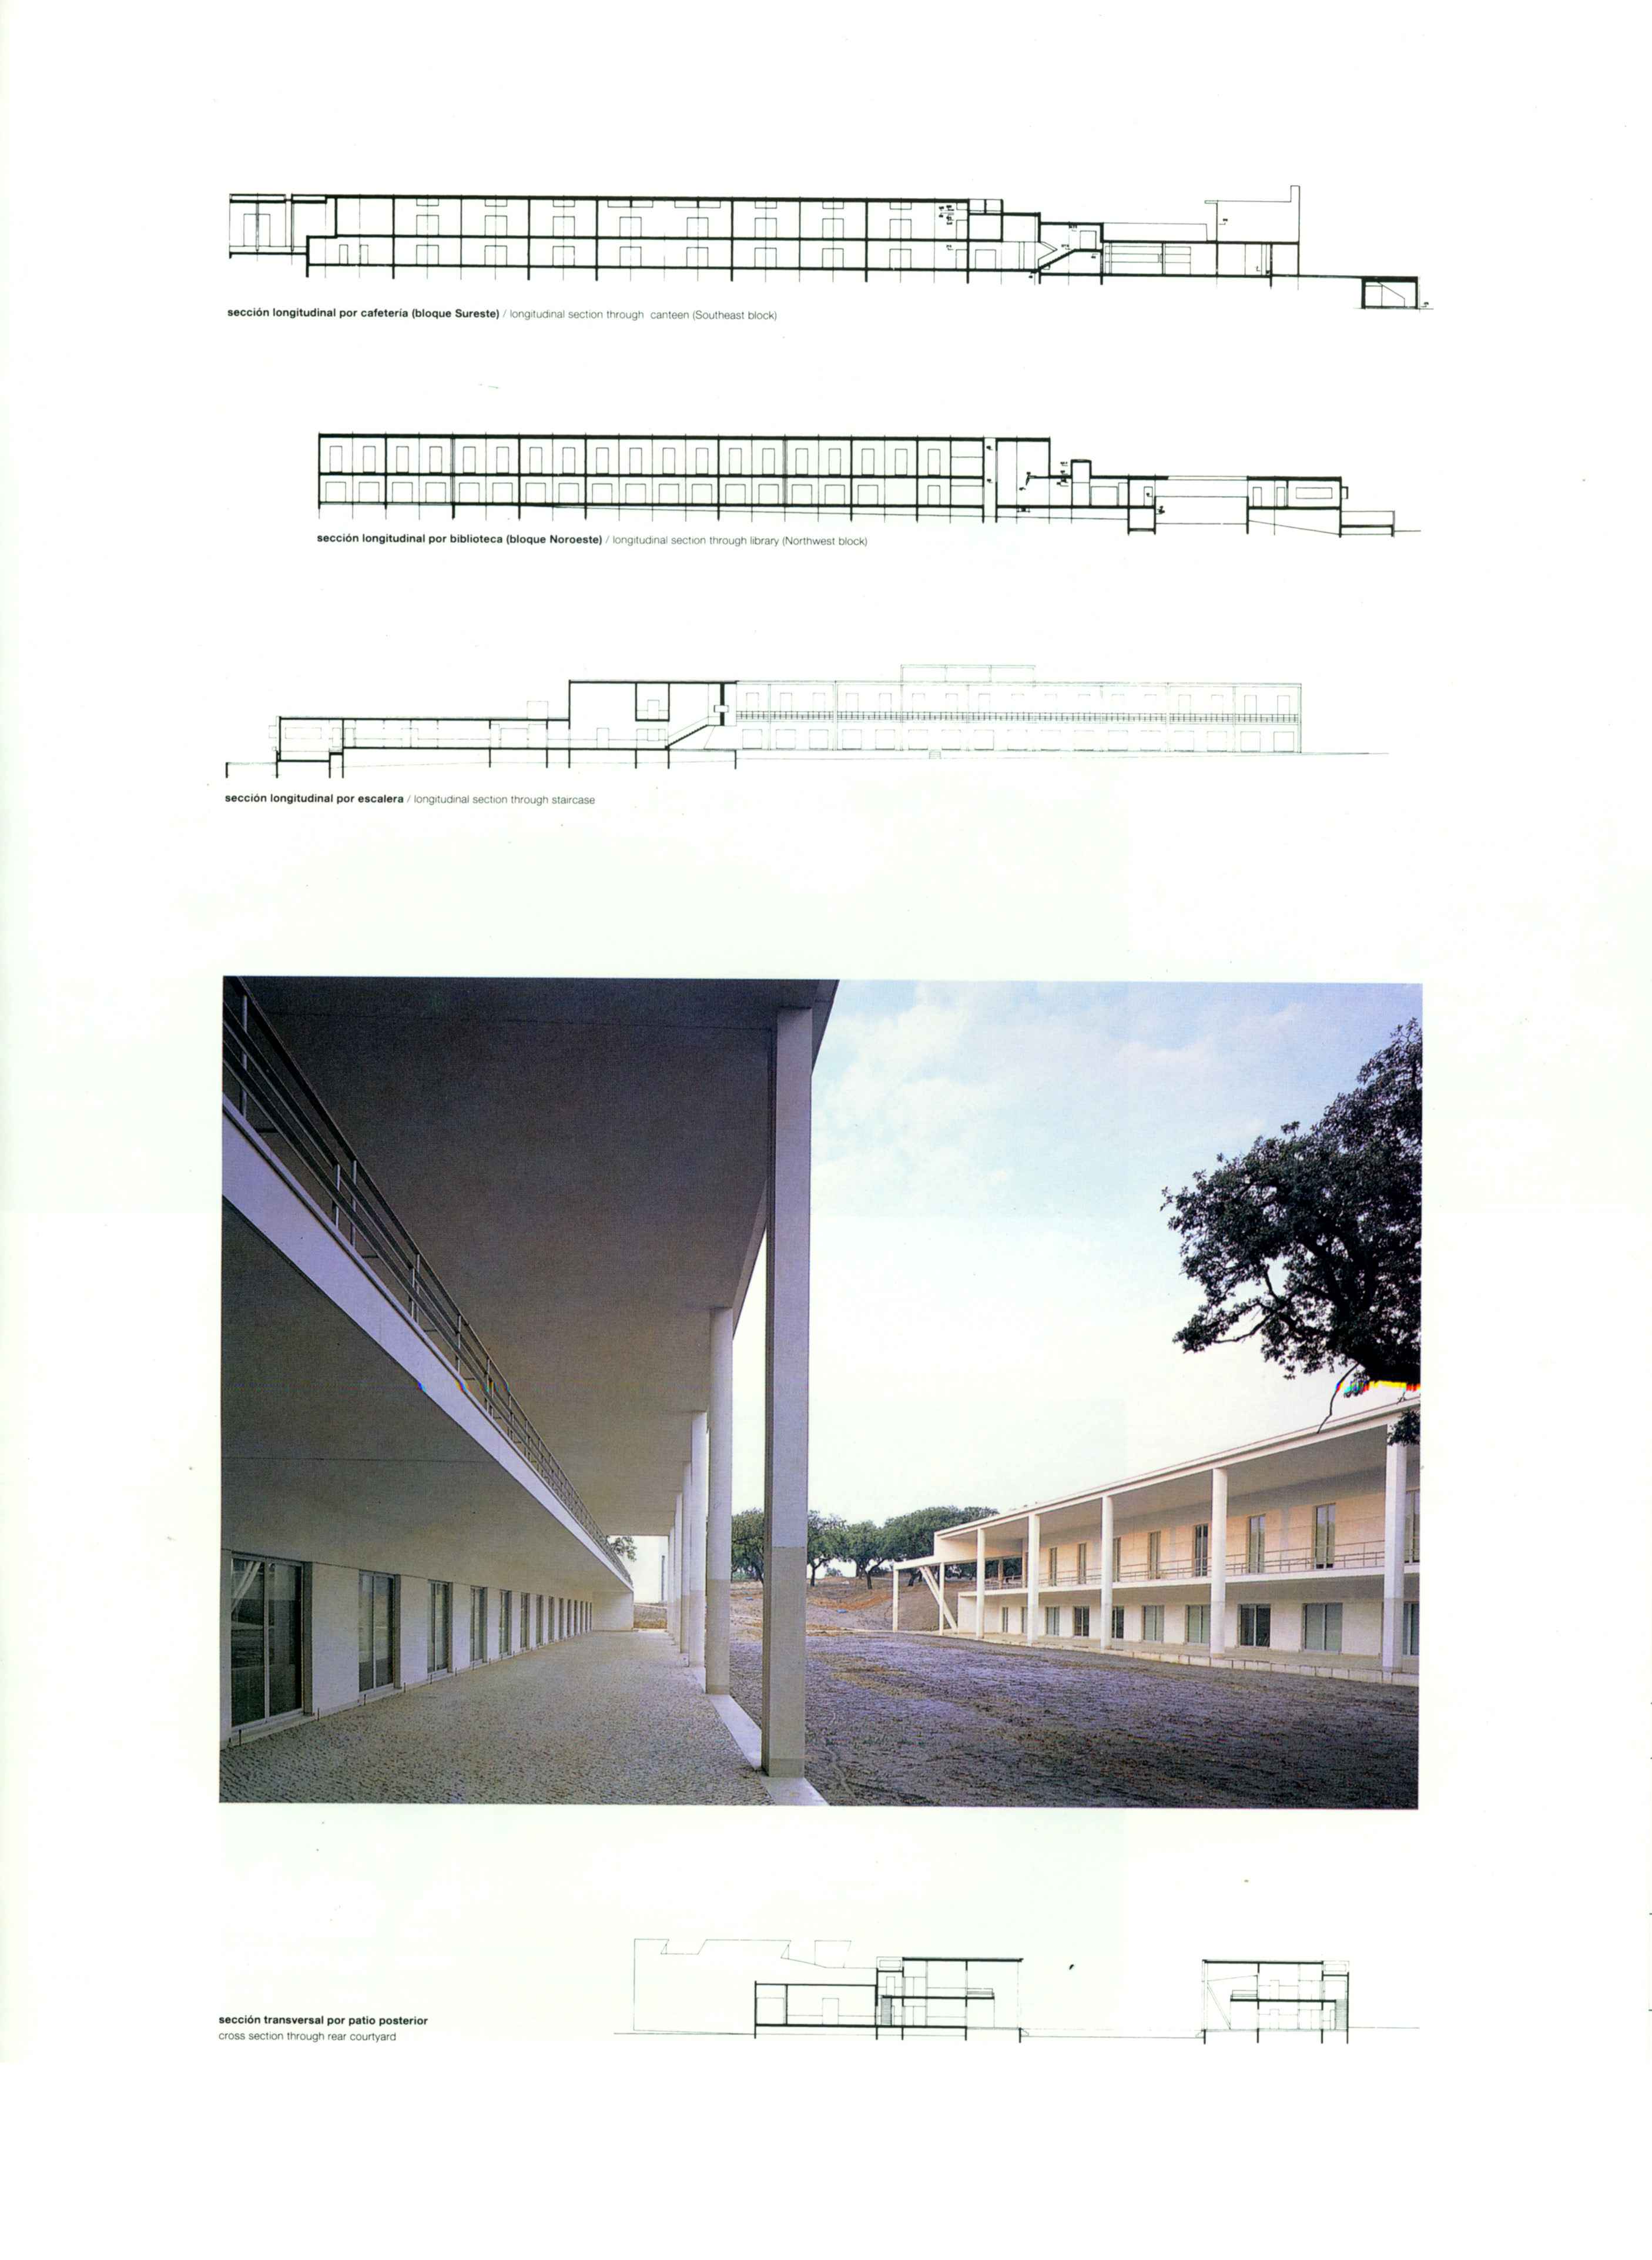 sección longitudinal por cafetería (bloque Sureste) / longitudinal section through canteen (Southeast block)
sección longitudinal por biblioteca (bloque Noroeste) / longitudinal section through library (Northwest block)
sección longitudinal por escalera / longitudinal section through staircase
sección transversal por patio posterior
cross section through rear courtyard